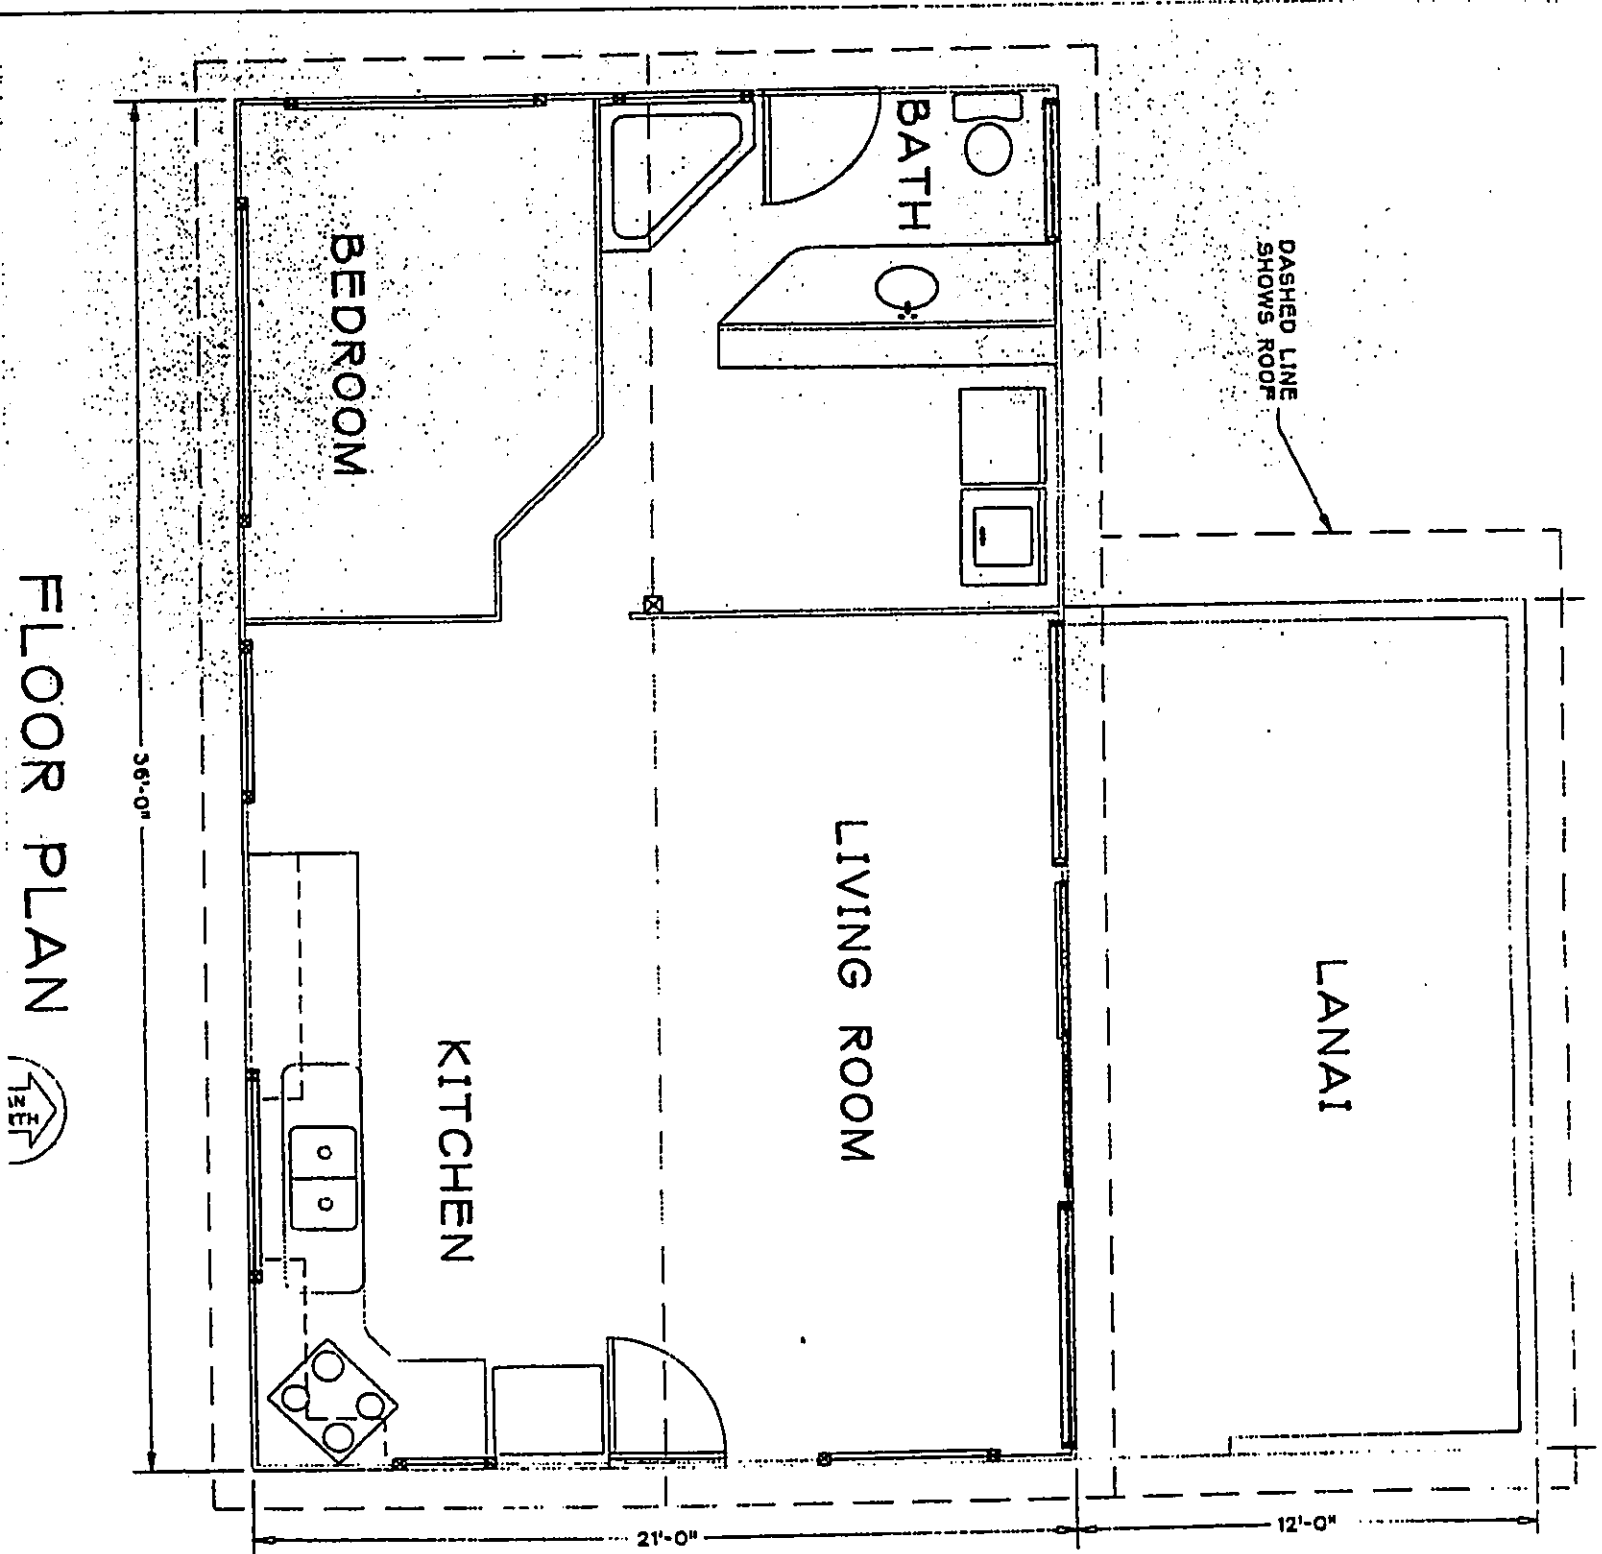 DASHED LINE
SHOWS ROOF
LANAI
BATH
LIVING ROOM
BEDROOM
KITCHEN
36'-0"
21'-0"
12'-0"
FLOOR PLAN